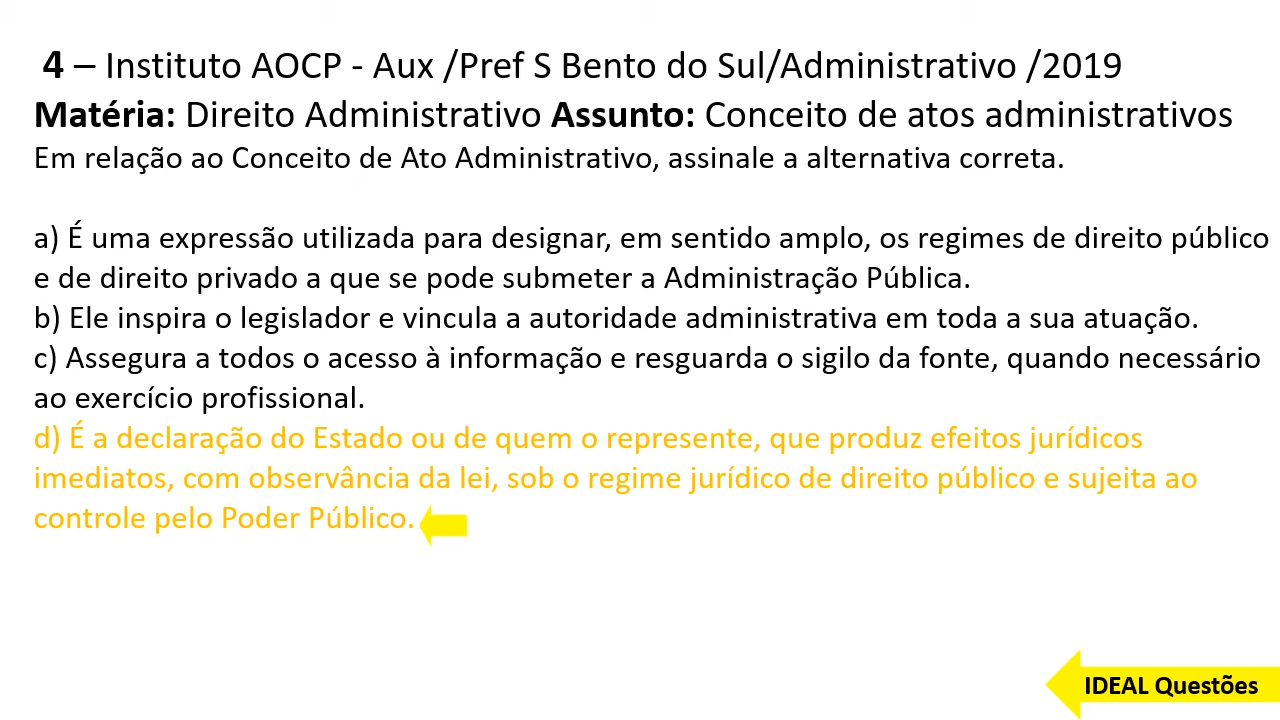 4 – Instituto AOCP - Aux /Pref S Bento do Sul/Administrativo /2019
Matéria: Direito Administrativo Assunto: Conceito de atos administrativos
Em relação ao Conceito de Ato Administrativo, assinale a alternativa correta.
a) É uma expressão utilizada para designar, em sentido amplo, os regimes de direito público
e de direito privado a que se pode submeter a Administração Pública.
b) Ele inspira o legislador e vincula a autoridade administrativa em toda a sua atuação.
c) Assegura a todos o acesso à informação e resguarda o sigilo da fonte, quando necessário
ao exercício profissional.
d) É a declaração do Estado ou de quem o represente, que produz efeitos jurídicos
imediatos, com observância da lei, sob o regime jurídico de direito público e sujeita ao
controle pelo Poder Público.
IDEAL Questões